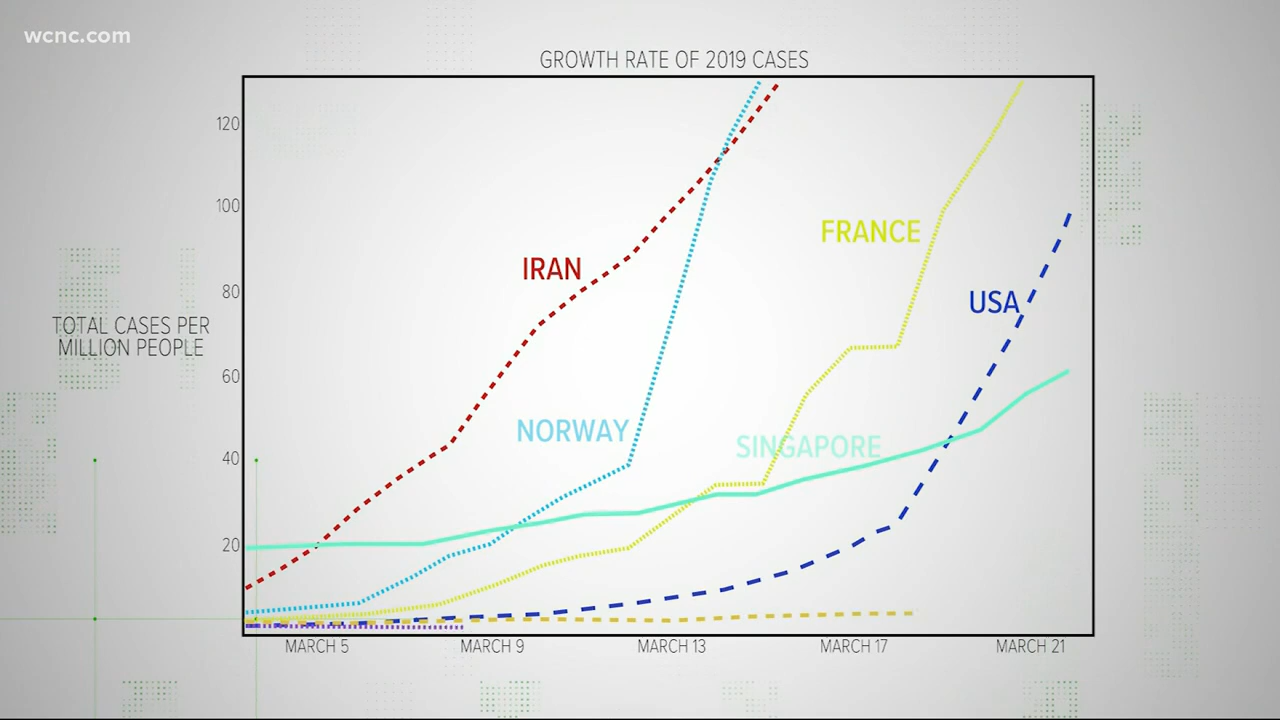 wcnc.com
GROWTH RATE OF 2019 CASES
120
100
80
60
40
20
TOTAL CASES PER
MILLION PEOPLE
IRAN
NORWAY
FRANCE
USA
SINGAPORE
MARCH 5
MARCH 9
MARCH 13
MARCH 17
MARCH 21